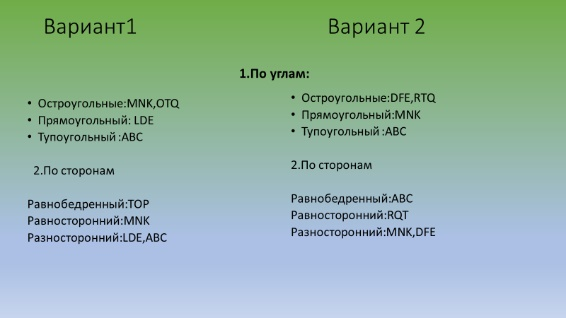 Вариант1
Вариант 2
1.По углам:
• Остроугольные:MNK,OTQ
• Прямоугольный: LDE
• Тупоугольный :ABC
2.По сторонам
Равнобедренный:TOP
Равносторонний:MNK
Разносторонний:LDE,ABC
• Остроугольные:DFE,RTQ
• Прямоугольный:MNK
• Тупоугольный :ABC
2.По сторонам
Равнобедренный:ABC
Равносторонний:RQT
Разносторонний:MNK,DFE